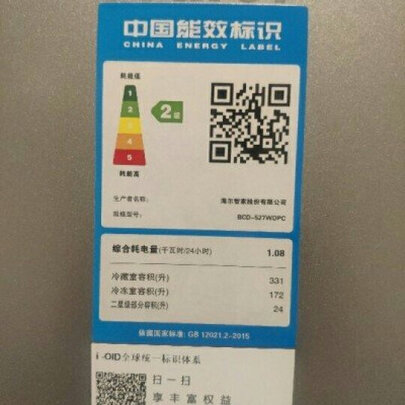 中国能效标识
CHINA ENERGY LABEL
耗能低
1
2
3
4
5
耗能高
2级
生产者名称: 海尔智家股份有限公司
规格型号: BCD-527WDPC
综合耗电量(千瓦时/24小时) 1.08
冷藏室容积(升) 331
冷冻室容积(升) 172
二星级部分容积(升) 24
依据国家标准: GB 12021.2-2015
i-OID全球统一标识体系
扫一扫
享丰富权益